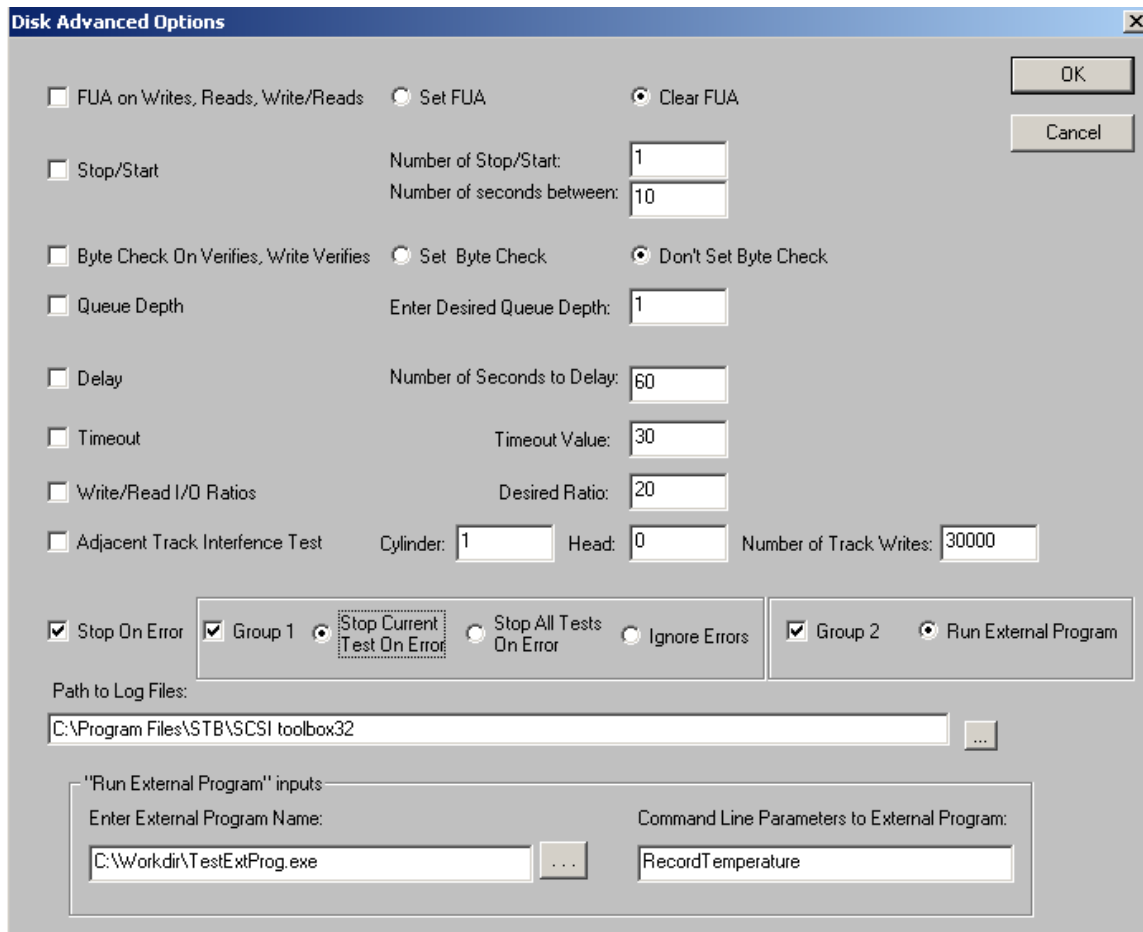 Disk Advanced Options
OK
Cancel
FUA on Writes, Reads, Write/Reads Set FUA Clear FUA
Stop/Start Number of Stop/Start: 1
Number of seconds between: 10
Byte Check On Verifies, Write Verifies Set Byte Check Don't Set Byte Check
Queue Depth Enter Desired Queue Depth: 1
Delay Number of Seconds to Delay: 60
Timeout Timeout Value: 30
Write/Read I/O Ratios Desired Ratio: 20
Adjacent Track Interfence Test Cylinder: 1 Head: 0 Number of Track Writes: 30000
Stop On Error Group 1 Stop Current Test On Error Stop All Tests On Error Ignore Errors Group 2 Run External Program
Path to Log Files:
C:\Program Files\STB\SCSI toolbox32 ...
"Run External Program" inputs
Enter External Program Name: Command Line Parameters to External Program:
C:\Workdir\TestExtProg.exe ... RecordTemperature